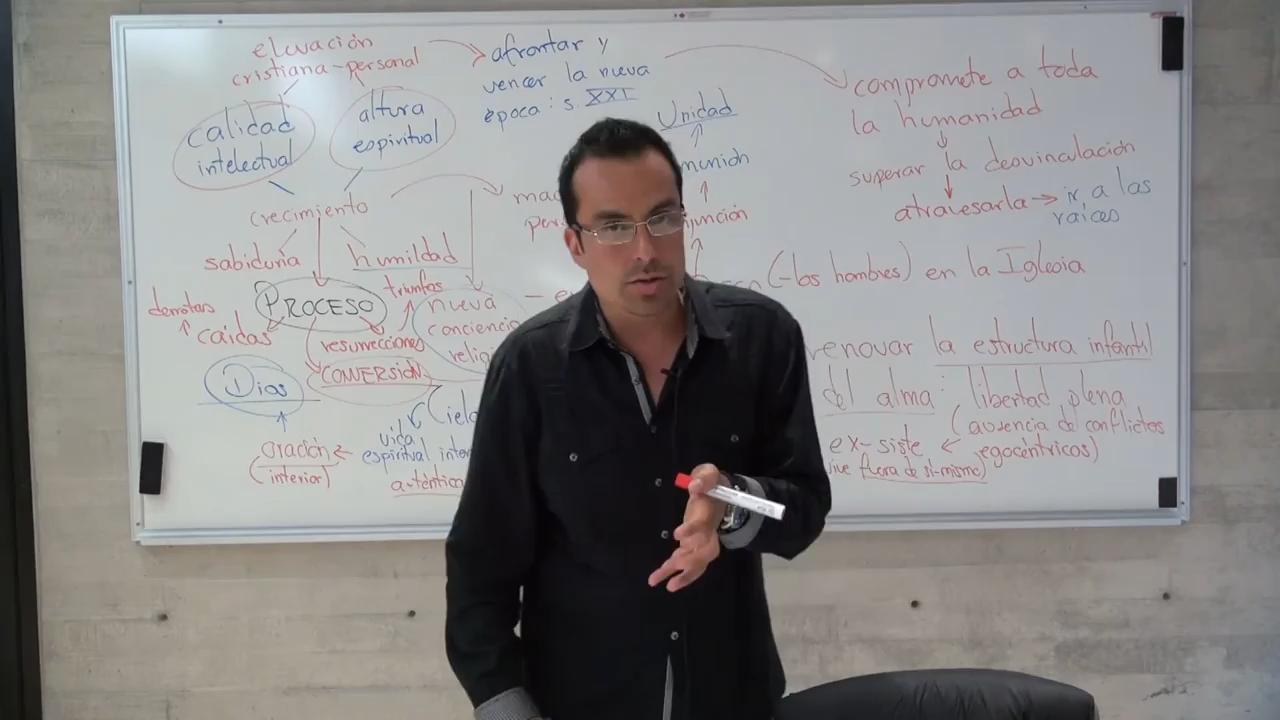 elevación
cristiana-personal
calidad
intelectual
altura
espiritual
afrontar y
vencer la nueva
época: s. XXI
Unidad
compromete a toda
la humanidad
superar la desvinculación
atravesarla → ir a las
raíces
crecimiento
sabiduría
humildad
PROCESO
derrotas
caídas
triunfos
resurrecciones
CONVERSIÓN
nueva
conciencia
(-los hombres) en la Iglesia
renovar la estructura infantil
del alma: libertad plena
(ausencia de conflictos
egocéntricos)
ex-siste
fuera de sí-mismo)
Dios
oración
(interior)
vida
espiritual
auténtica